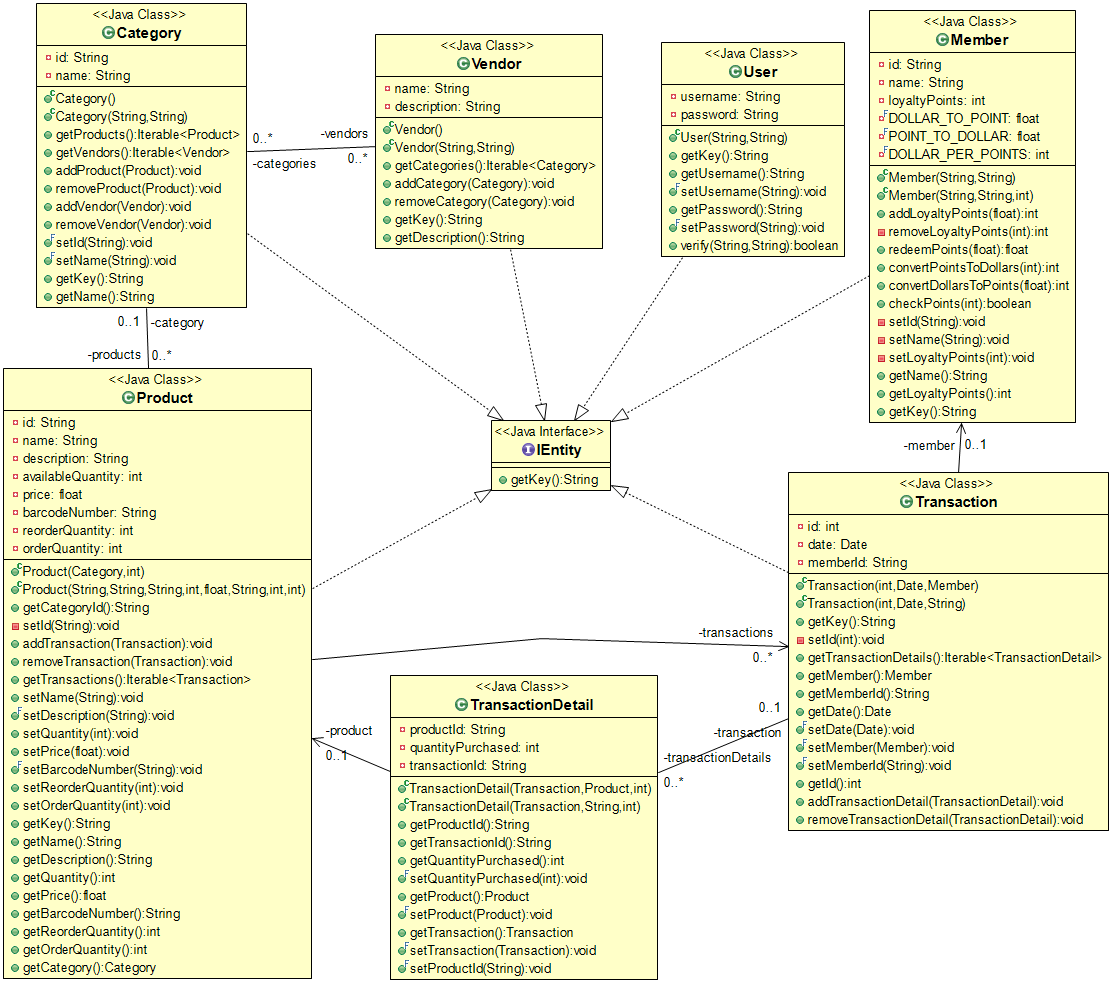 <<Java Class>>
Category
id: String
name: String
Category()
Category(String,String)
getProducts():Iterable<Product>
getVendors():Iterable<Vendor>
addProduct(Product):void
removeProduct(Product):void
addVendor(Vendor):void
removeVendor(Vendor):void
setId(String):void
setName(String):void
getKey():String
getName():String
0..*
-vendors
-categories
0..*
<<Java Class>>
Vendor
name: String
description: String
Vendor()
Vendor(String,String)
getCategories():Iterable<Category>
addCategory(Category):void
removeCategory(Category):void
getKey():String
getDescription():String
<<Java Class>>
User
username: String
password: String
User(String,String)
getKey():String
getUsername():String
setUsername(String):void
getPassword():String
setPassword(String):void
verify(String,String):boolean
<<Java Class>>
Member
id: String
name: String
loyaltyPoints: int
DOLLAR_TO_POINT: float
POINT_TO_DOLLAR: float
DOLLAR_PER_POINTS: int
Member(String,String)
Member(String,String,int)
addLoyaltyPoints(float):int
removeLoyaltyPoints(int):int
redeemPoints(float):float
convertPointsToDollars(int):int
convertDollarsToPoints(float):int
checkPoints(int):boolean
setId(String):void
setName(String):void
setLoyaltyPoints(int):void
getName():String
getLoyaltyPoints():int
getKey():String
0..1
-category
-products
0..*
<<Java Class>>
Product
id: String
name: String
description: String
availableQuantity: int
price: float
barcodeNumber: String
reorderQuantity: int
orderQuantity: int
Product(Category,int)
Product(String,String,String,int,float,String,int,int)
getCategoryId():String
setId(String):void
addTransaction(Transaction):void
removeTransaction(Transaction):void
getTransactions():Iterable<Transaction>
setName(String):void
setDescription(String):void
setQuantity(int):void
setPrice(float):void
setBarcodeNumber(String):void
setReorderQuantity(int):void
setOrderQuantity(int):void
getKey():String
getName():String
getDescription():String
getQuantity():int
getPrice():float
getBarcodeNumber():String
getReorderQuantity():int
getOrderQuantity():int
getCategory():Category
<<Java Interface>>
IEntity
getKey():String
-member
0..1
<<Java Class>>
Transaction
id: int
date: Date
memberId: String
Transaction(int,Date,Member)
Transaction(int,Date,String)
getKey():String
setId(int):void
getTransactionDetails():Iterable<TransactionDetail>
getMember():Member
getMemberId():String
getDate():Date
setDate(Date):void
setMember(Member):void
setMemberId(String):void
getId():int
addTransactionDetail(TransactionDetail):void
removeTransactionDetail(TransactionDetail):void
-transactions
0..*
-product
0..1
0..1
-transaction
-transactionDetails
0..*
<<Java Class>>
TransactionDetail
productId: String
quantityPurchased: int
transactionId: String
TransactionDetail(Transaction,Product,int)
TransactionDetail(Transaction,String,int)
getProductId():String
getTransactionId():String
getQuantityPurchased():int
setQuantityPurchased(int):void
getProduct():Product
setProduct(Product):void
getTransaction():Transaction
setTransaction(Transaction):void
setProductId(String):void